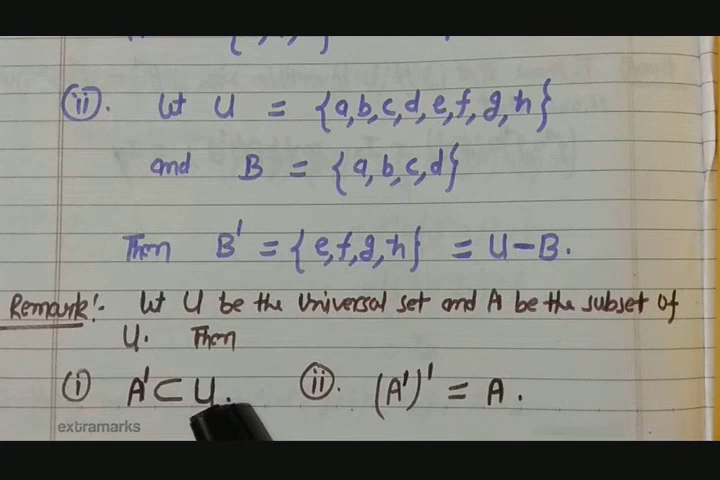 (ii). Let U = {a,b,c,d,e,f,g,h}
and B = {a,b,c,d}
Then B' = {e,f,g,h} = U-B.
Remark:- Let U be the Universal set and A be the subset of
U. Then
(i) A'⊂U. (ii). (A')' = A.
extramarks